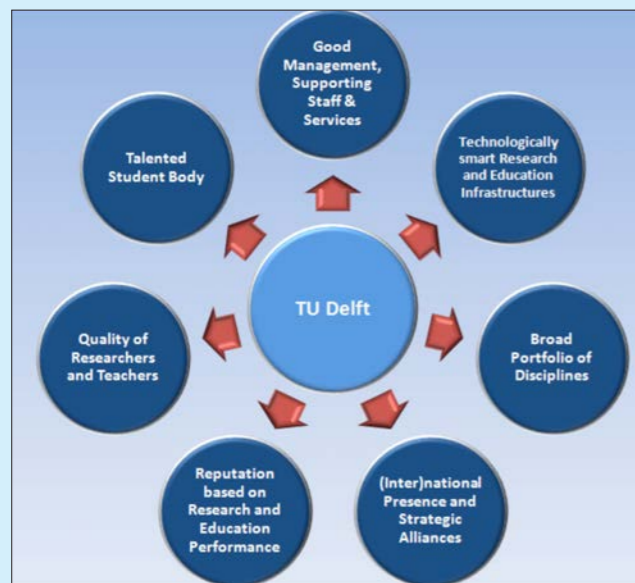 Good
Management,
Supporting
Staff &
Services
Technologically
smart Research
and Education
Infrastructures
Broad
Portfolio of
Disciplines
(Inter)national
Presence and
Strategic
Alliances
Reputation
based on
Research and
Education
Performance
Quality of
Researchers
and Teachers
Talented
Student Body
TU Delft